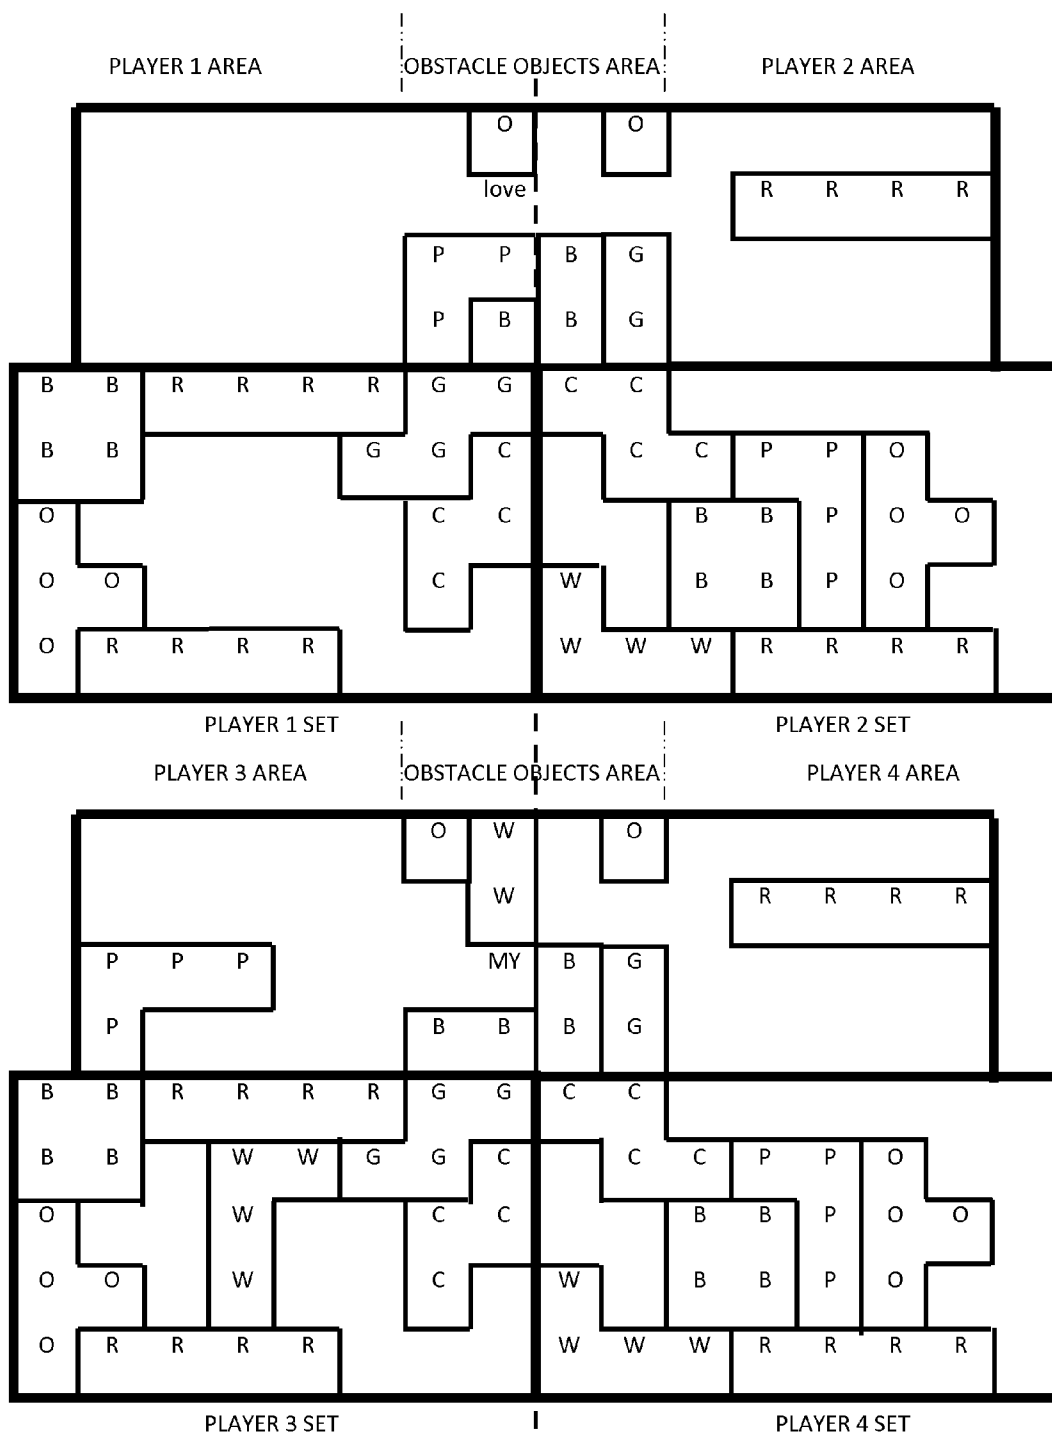 PLAYER 1 AREA OBSTACLE OBJECTS AREA PLAYER 2 AREA
O O
love R R R R
P P B G
P B B G
B B R R R R G G C C
B B G G C C C P P O
O C C B B P O O
O O C W B B P O
O R R R R W W W R R R R
PLAYER 1 SET PLAYER 2 SET
PLAYER 3 AREA OBSTACLE OBJECTS AREA PLAYER 4 AREA
O W O
W R R R R
P P P MY B G
P B B B G
B B R R R R G G C C
B B W W G G C C C P P O
O W C C B B P O O
O O W C W B B P O
O R R R R W W W R R R R
PLAYER 3 SET PLAYER 4 SET